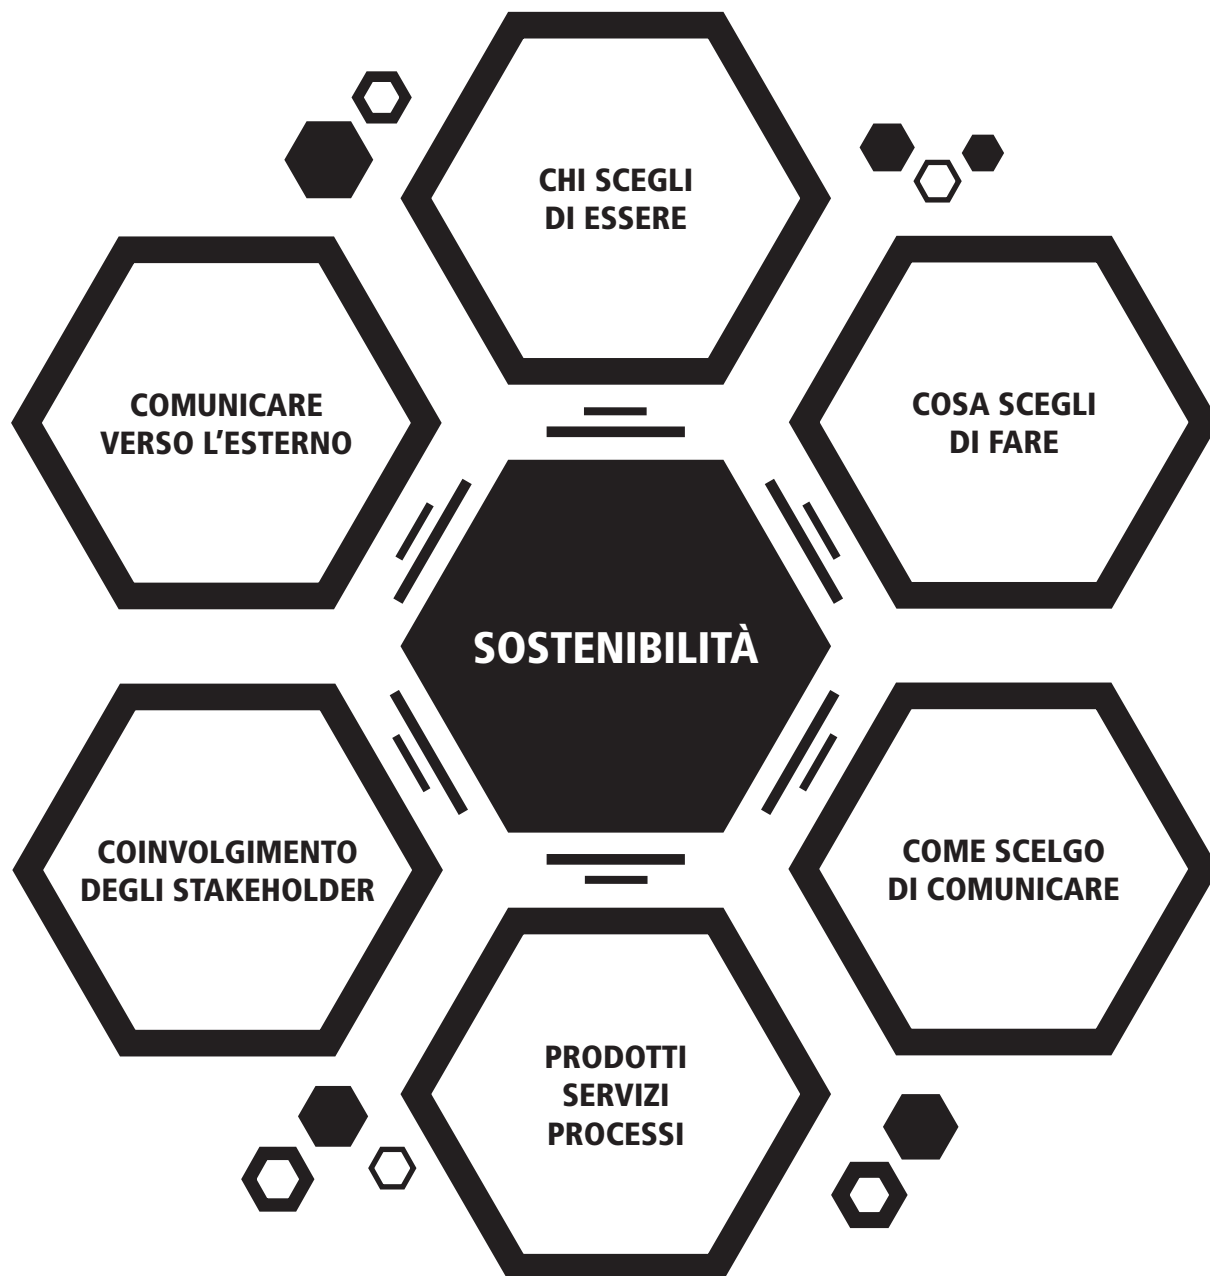 CHI SCEGLI
DI ESSERE
COMUNICARE
VERSO L'ESTERNO
COSA SCEGLI
DI FARE
SOSTENIBILITÀ
COINVOLGIMENTO
DEGLI STAKEHOLDER
COME SCELGO
DI COMUNICARE
PRODOTTI
SERVIZI
PROCESSI